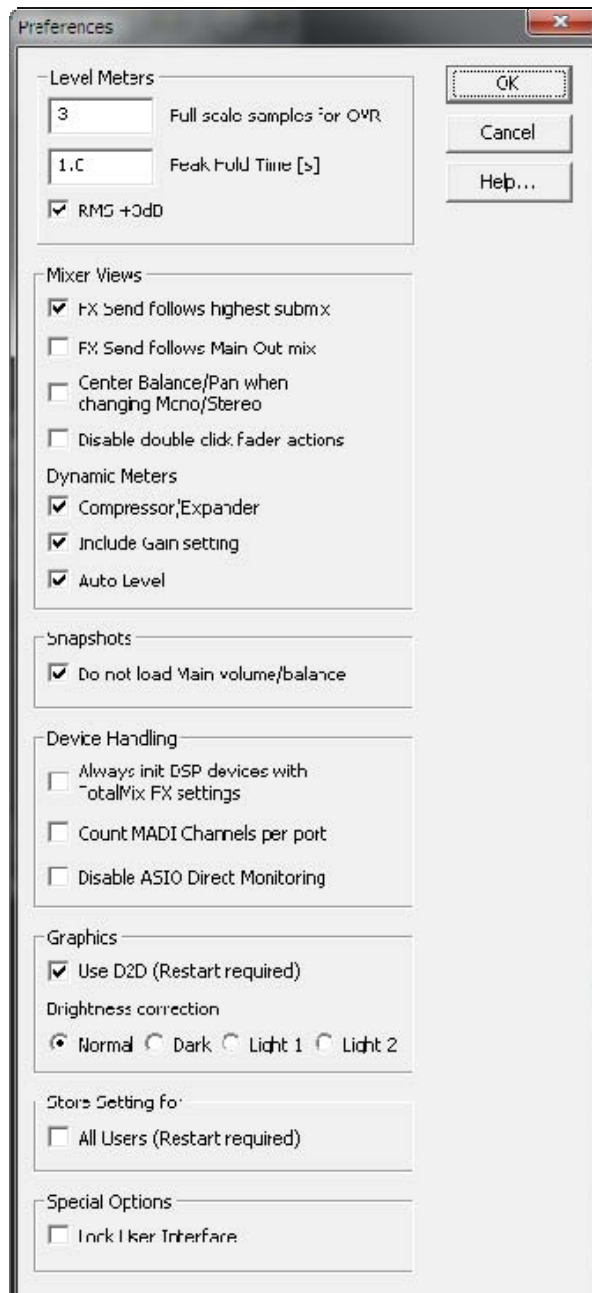 Preferences
Level Meters
3 Full scale samples for OVR
1.0 Peak Hold Time [s]
RMS +3dB
OK
Cancel
Help...
Mixer Views
FX Send follows highest submix
FX Send follows Main Out mix
Center Balance/Pan when
changing Mono/Stereo
Disable double click fader actions
Dynamic Meters
Compressor/Expander
Include Gain setting
Auto Level
Snapshots
Do not load Main volume/balance
Device Handling
Always init DSP devices with
TotalMix FX settings
Count MADI Channels per port
Disable ASIO Direct Monitoring
Graphics
Use D2D (Restart required)
Brightness correction
Normal Dark Light 1 Light 2
Store Setting for
All Users (Restart required)
Special Options
Lock User Interface